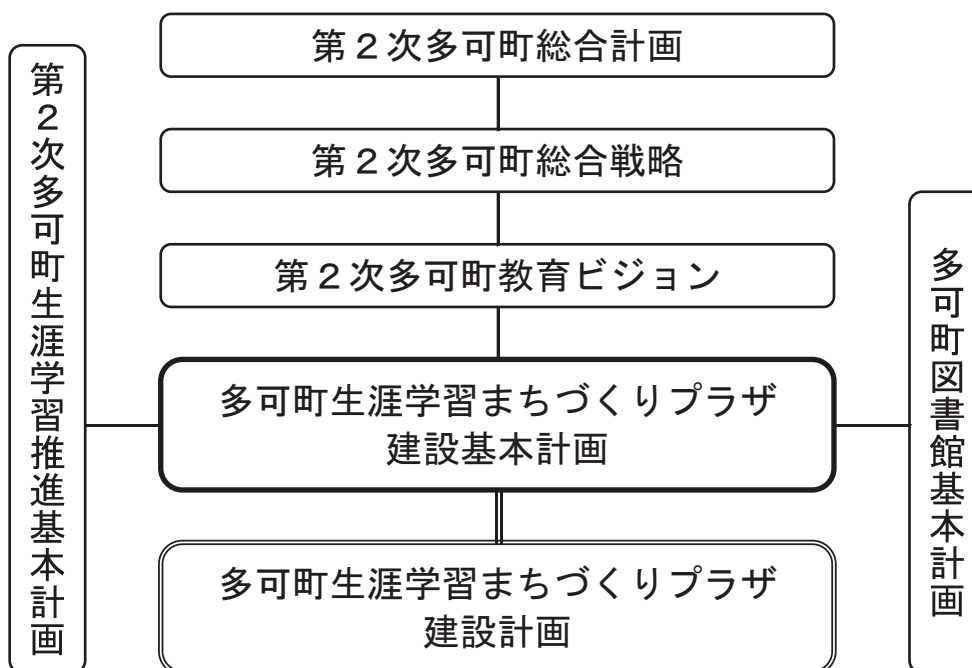 第２次多可町総合計画
第２次多可町総合戦略
第２次多可町教育ビジョン
多可町生涯学習まちづくりプラザ
建設基本計画
多可町生涯学習まちづくりプラザ
建設計画
第２次多可町生涯学習推進基本計画
多可町図書館基本計画